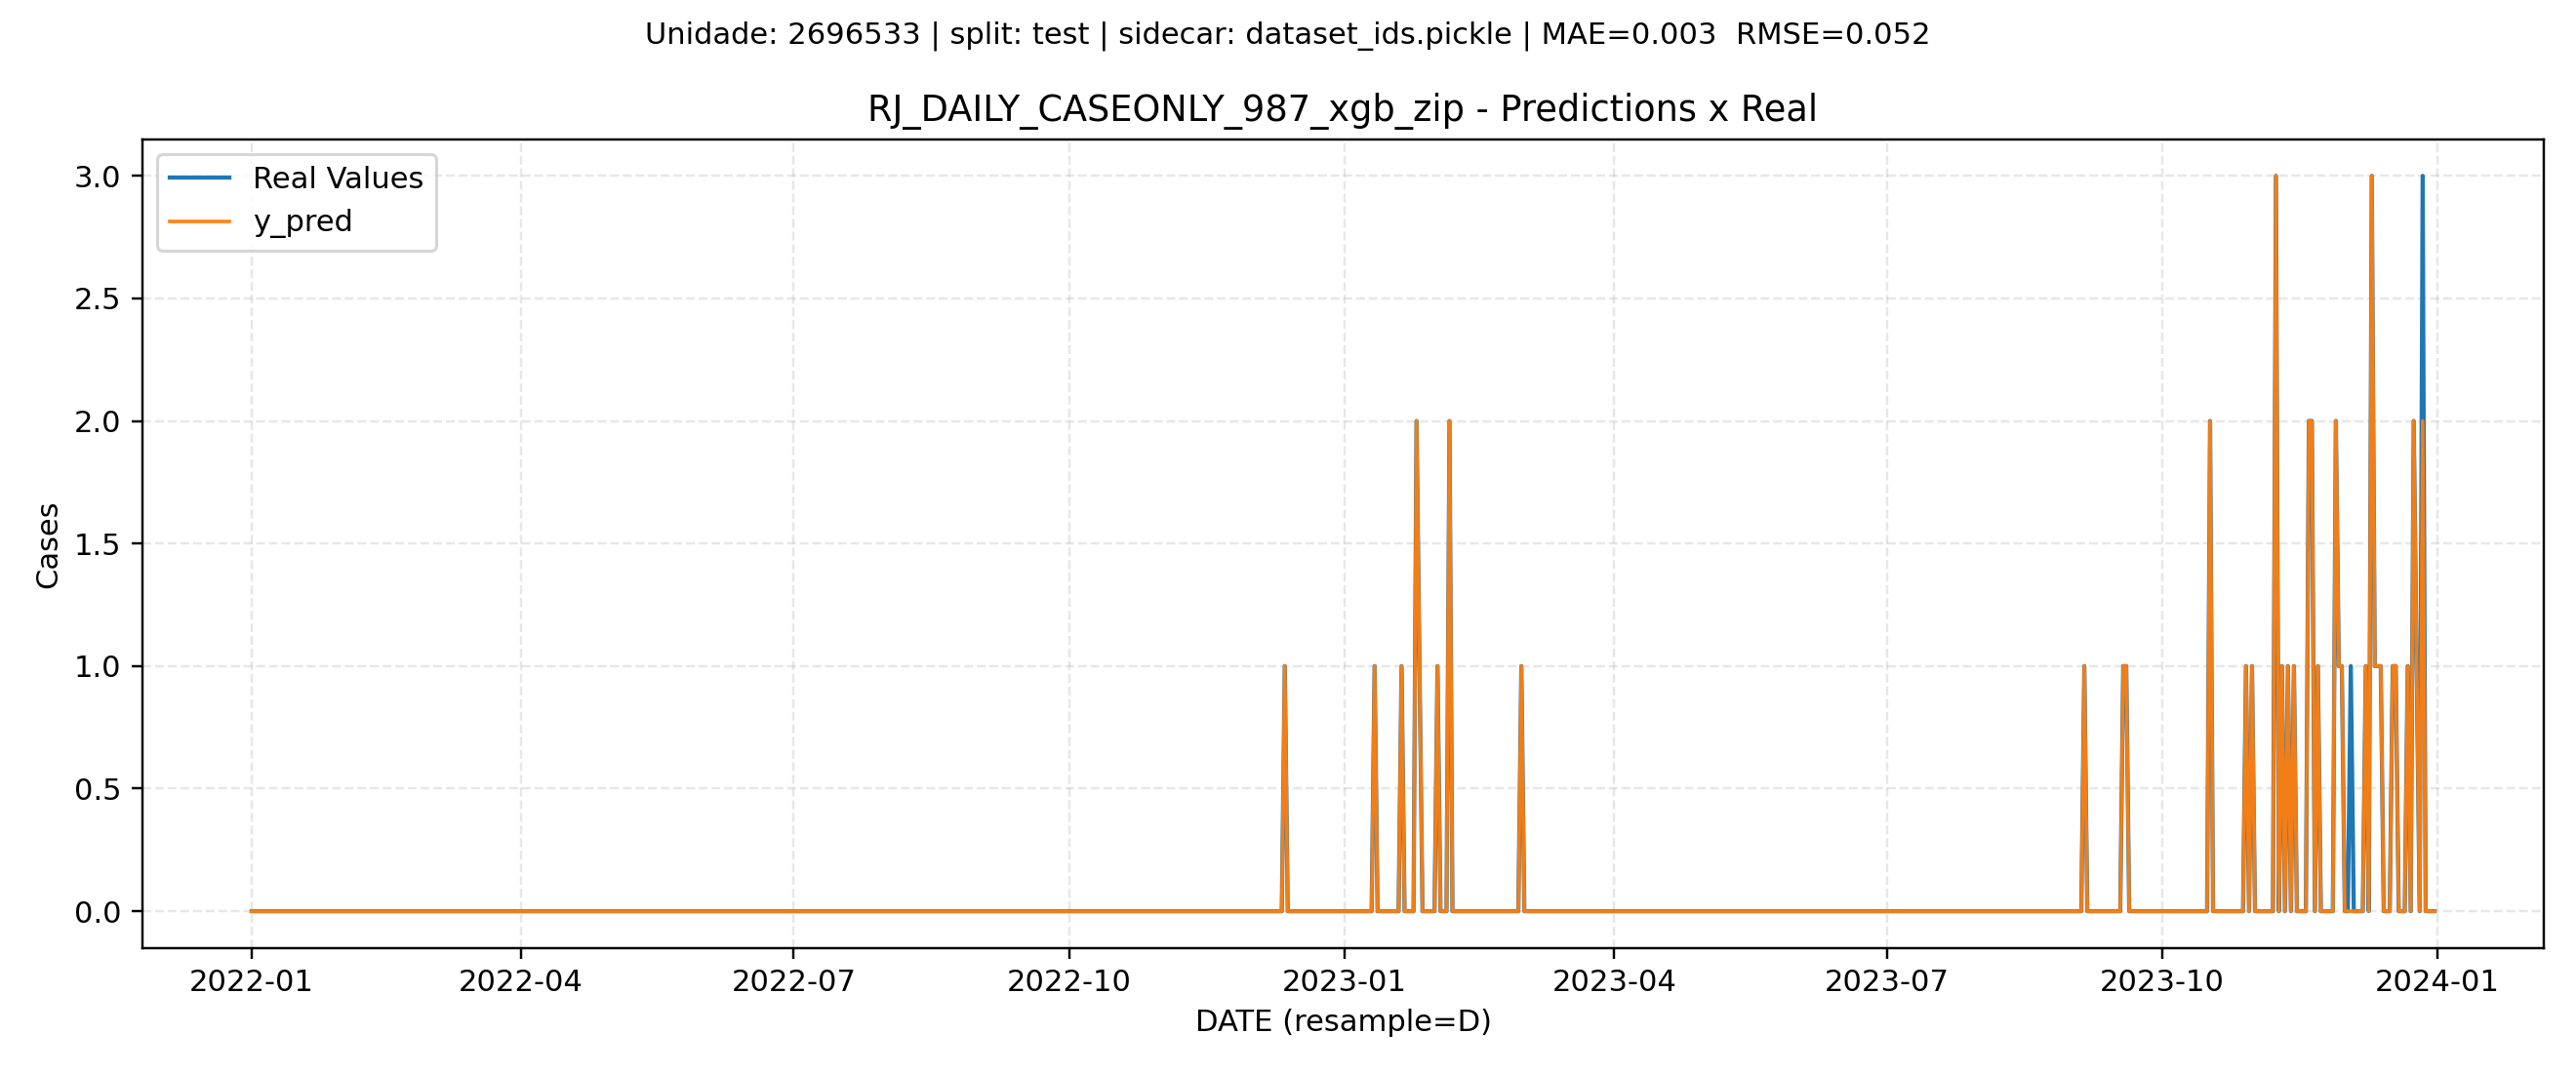 Unidade: 2696533 | split: test | sidecar: dataset_ids.pickle | MAE=0.003  RMSE=0.052
RJ_DAILY_CASEONLY_987_xgb_zip - Predictions x Real
Real Values
y_pred
3.0
2.5
2.0
1.5
1.0
0.5
0.0
Cases
2022-01 2022-04 2022-07 2022-10 2023-01 2023-04 2023-07 2023-10 2024-01
DATE (resample=D)